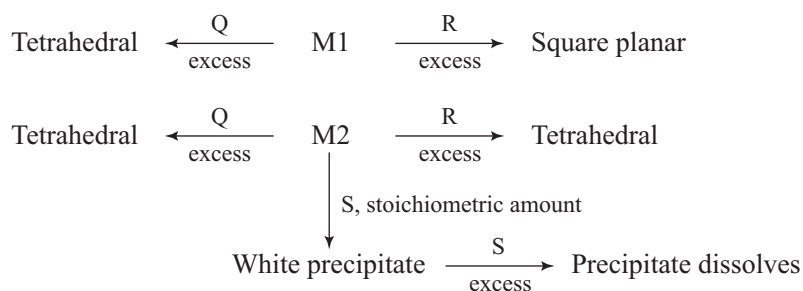 Q R
Tetrahedral M1 Square planar
excess excess
Q R
Tetrahedral M2 Tetrahedral
excess excess
S, stoichiometric amount
S
White precipitate Precipitate dissolves
excess